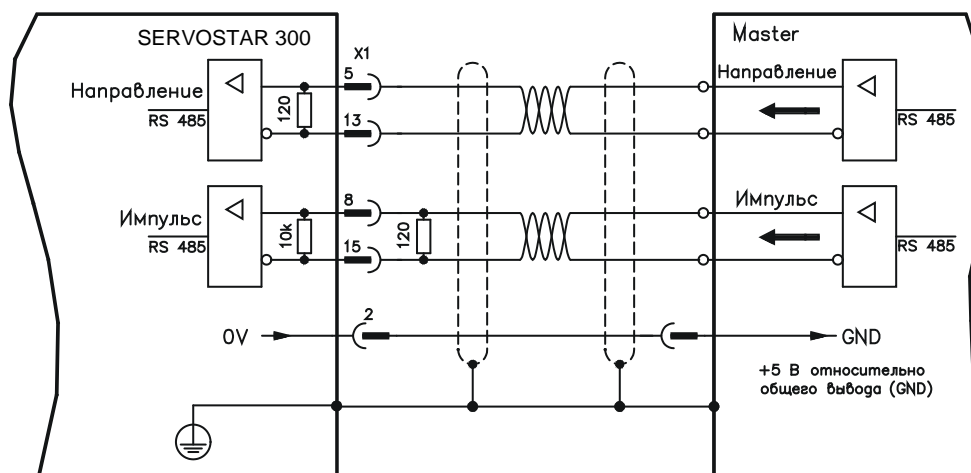 SERVOSTAR 300
Master
X1
Направление
RS 485
120
5
13
Направление
RS 485
Импульс
RS 485
10k
8
15
120
Импульс
RS 485
0V
2
GND
+5 В относительно
общего вывода (GND)